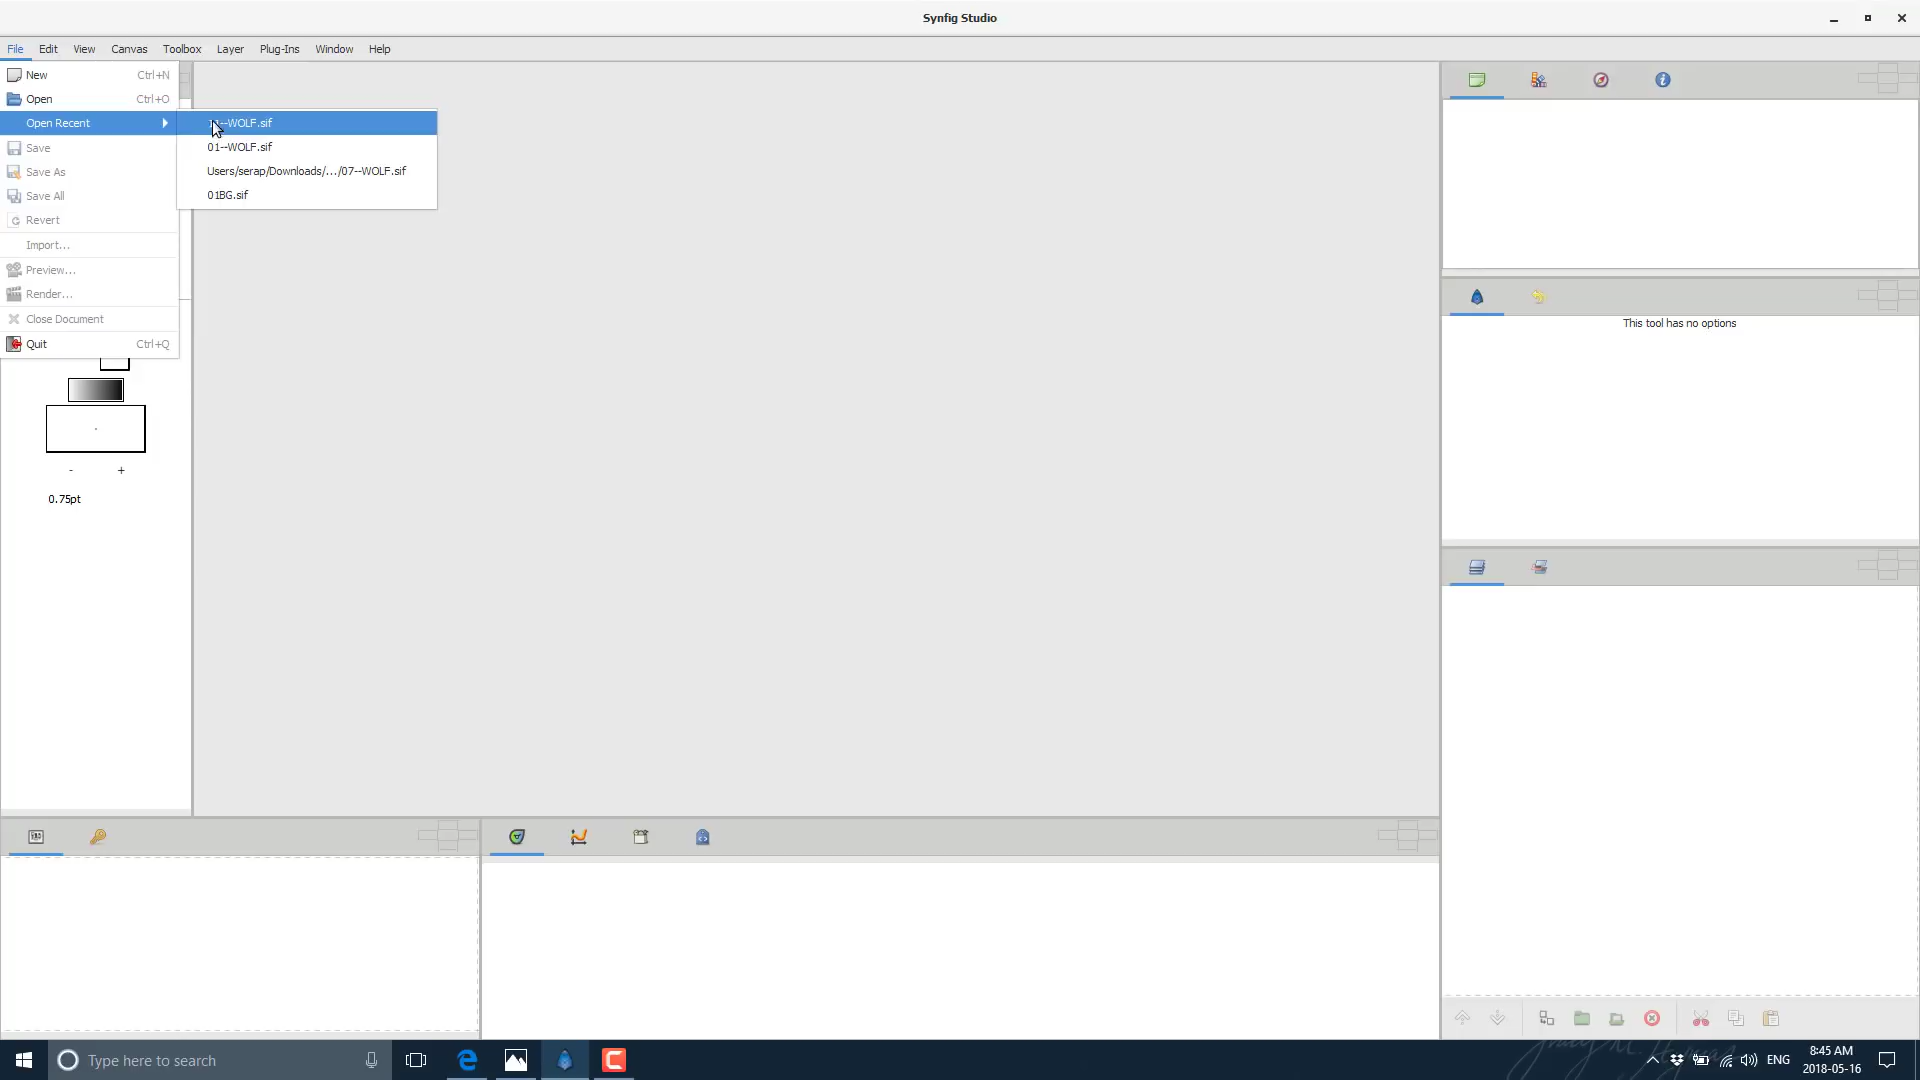 Synfig Studio
File Edit View Canvas Toolbox Layer Plug-Ins Window Help
New Ctrl+N
Open Ctrl+O
Open Recent
--WOLF.sif
01--WOLF.sif
Users/serap/Downloads/.../07--WOLF.sif
01BG.sif
Save
Save As
Save All
Revert
Import...
Preview...
Render...
Close Document
Quit Ctrl+Q
- +
0.75pt
This tool has no options
Type here to search
ENG
8:45 AM
2018-05-16